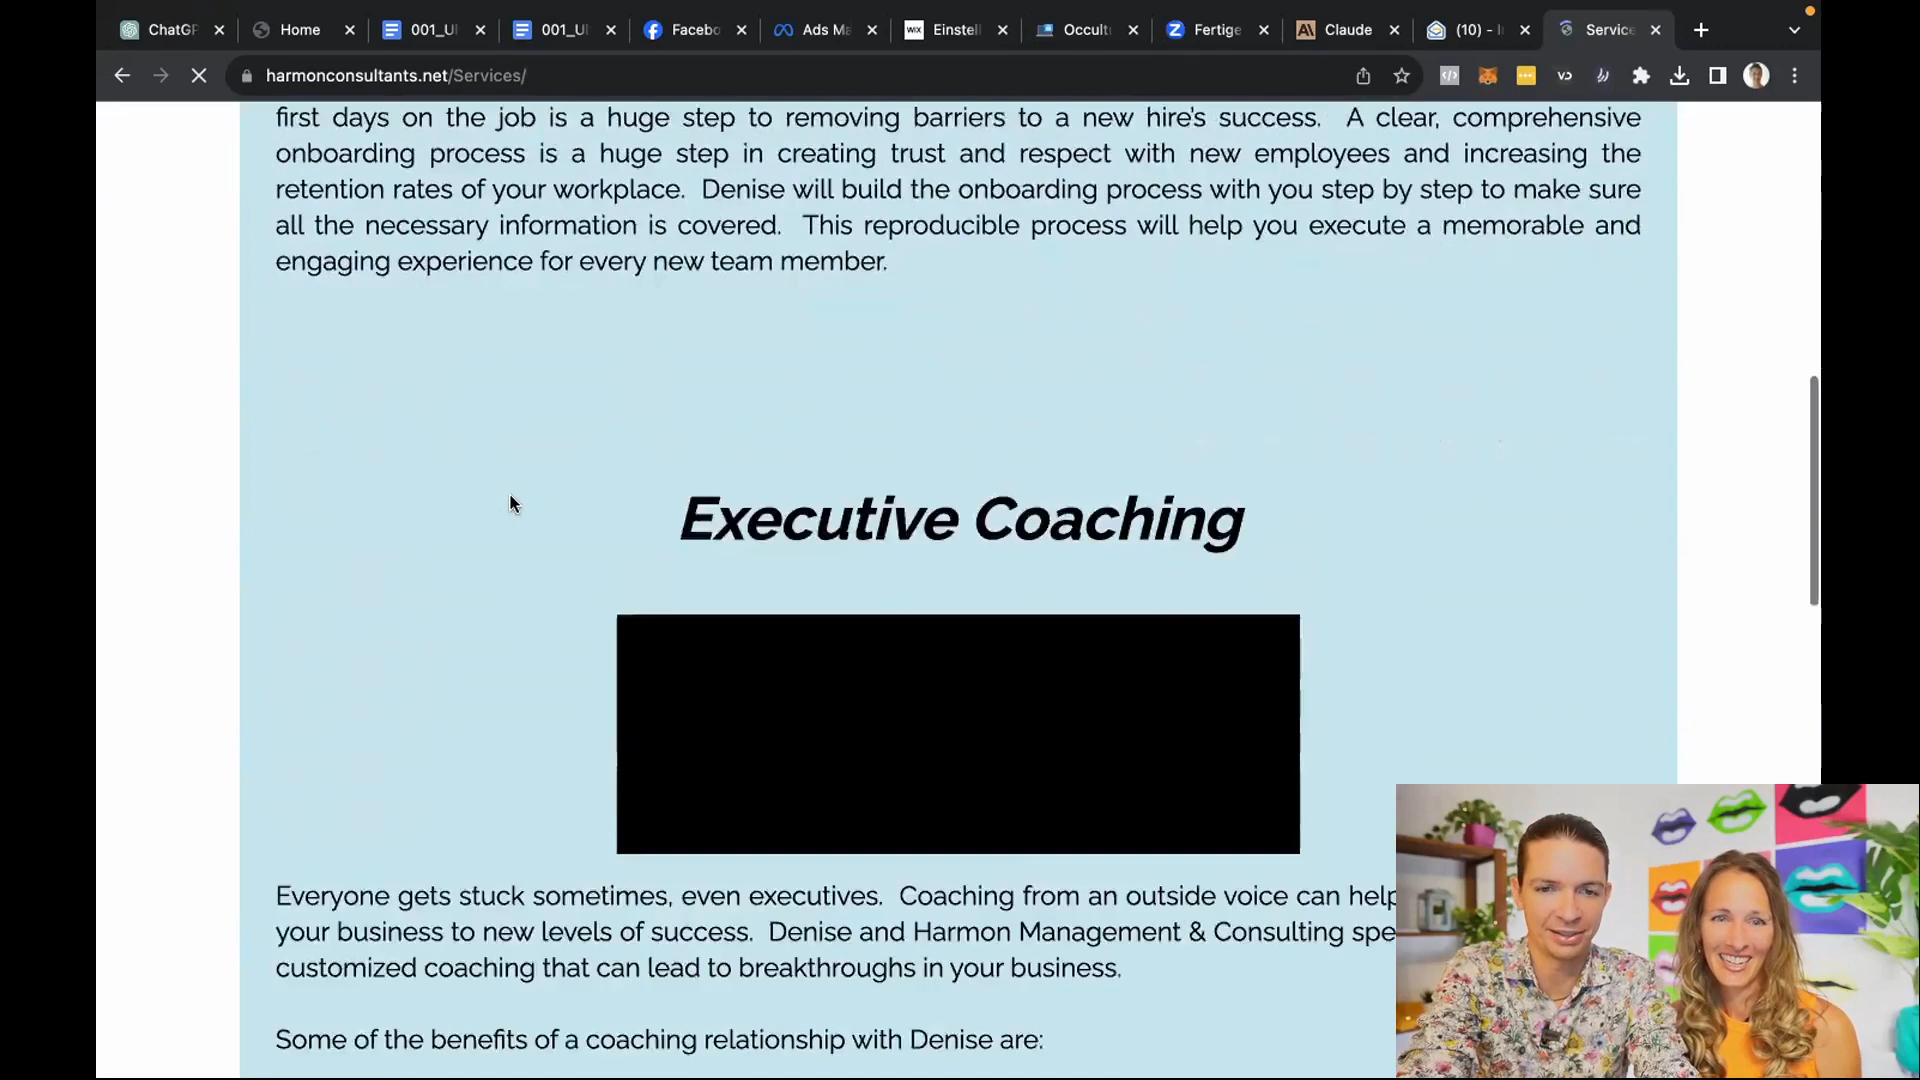 ChatGP
Home
001_Ul
001_Ul
Facebo
Ads Ma
WIX
Einstell
Occult
Fertige
Claude
(10) - I
Service
harmonconsultants.net/Services/
first days on the job is a huge step to removing barriers to a new hire's success. A clear, comprehensive
onboarding process is a huge step in creating trust and respect with new employees and increasing the
retention rates of your workplace. Denise will build the onboarding process with you step by step to make sure
all the necessary information is covered. This reproducible process will help you execute a memorable and
engaging experience for every new team member.
Executive Coaching
Everyone gets stuck sometimes, even executives. Coaching from an outside voice can help
your business to new levels of success. Denise and Harmon Management & Consulting spe
customized coaching that can lead to breakthroughs in your business.
Some of the benefits of a coaching relationship with Denise are: